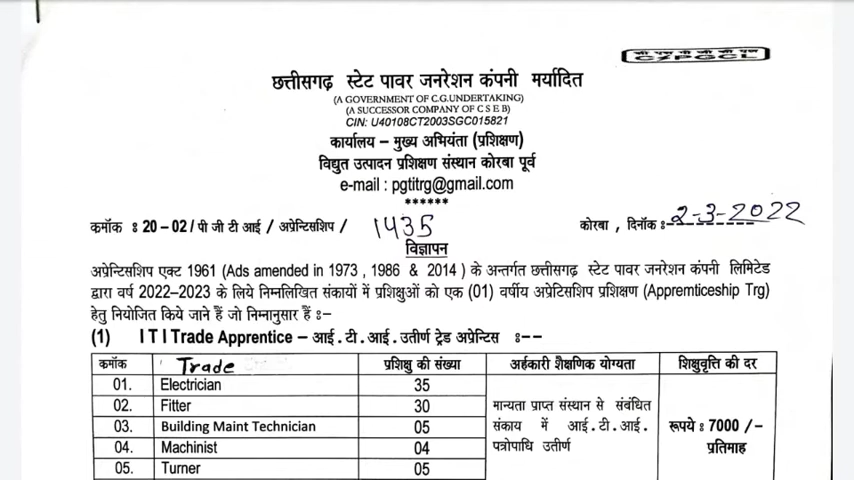 CSPGCL
छत्तीसगढ़ स्टेट पावर जनरेशन कंपनी मर्यादित
(A GOVERNMENT OF C.G.UNDERTAKING)
(A SUCCESSOR COMPANY OF C S E B)
CIN: U40108CT2003SGC015821
कार्यालय – मुख्य अभियंता (प्रशिक्षण)
विद्युत उत्पादन प्रशिक्षण संस्थान कोरबा पूर्व
e-mail : pgtitrg@gmail.com
******
कमॉक ः 20-02/पी जी टी आई / अप्रेन्टिसशिप / 1435 कोरबा , दिनॉक ः 2-3-2022
विज्ञापन
अप्रेन्टिसशिप एक्ट 1961 (Ads amended in 1973 , 1986 & 2014 ) के अन्तर्गत छत्तीसगढ़ स्टेट पावर जनरेशन कंपनी लिमिटेड
द्वारा वर्ष 2022–2023 के लिये निम्नलिखित संकायों में प्रशिक्षुओं को एक (01) वर्षीय अप्रेटिसशिप प्रशिक्षण (Appremticeship Trg)
हेतु नियोजित किये जाने हैं जो निम्नानुसार हैं ः–
(1) I T I Trade Apprentice – आई . टी . आई . उतीर्ण ट्रेड अप्रेन्टिस ः--
कमॉक Trade प्रशिक्षु की संख्या अर्हकारी शैक्षणिक योग्यता शिक्षुवृत्ति की दर
01. Electrician 35
02. Fitter 30 मान्यता प्राप्त संस्थान से संबंधित
03. Building Maint Technician 05 संकाय में आई . टी . आई . रूपये ः 7000 /–
04. Machinist 04 पत्रोपाधि उतीर्ण प्रतिमाह
05. Turner 05